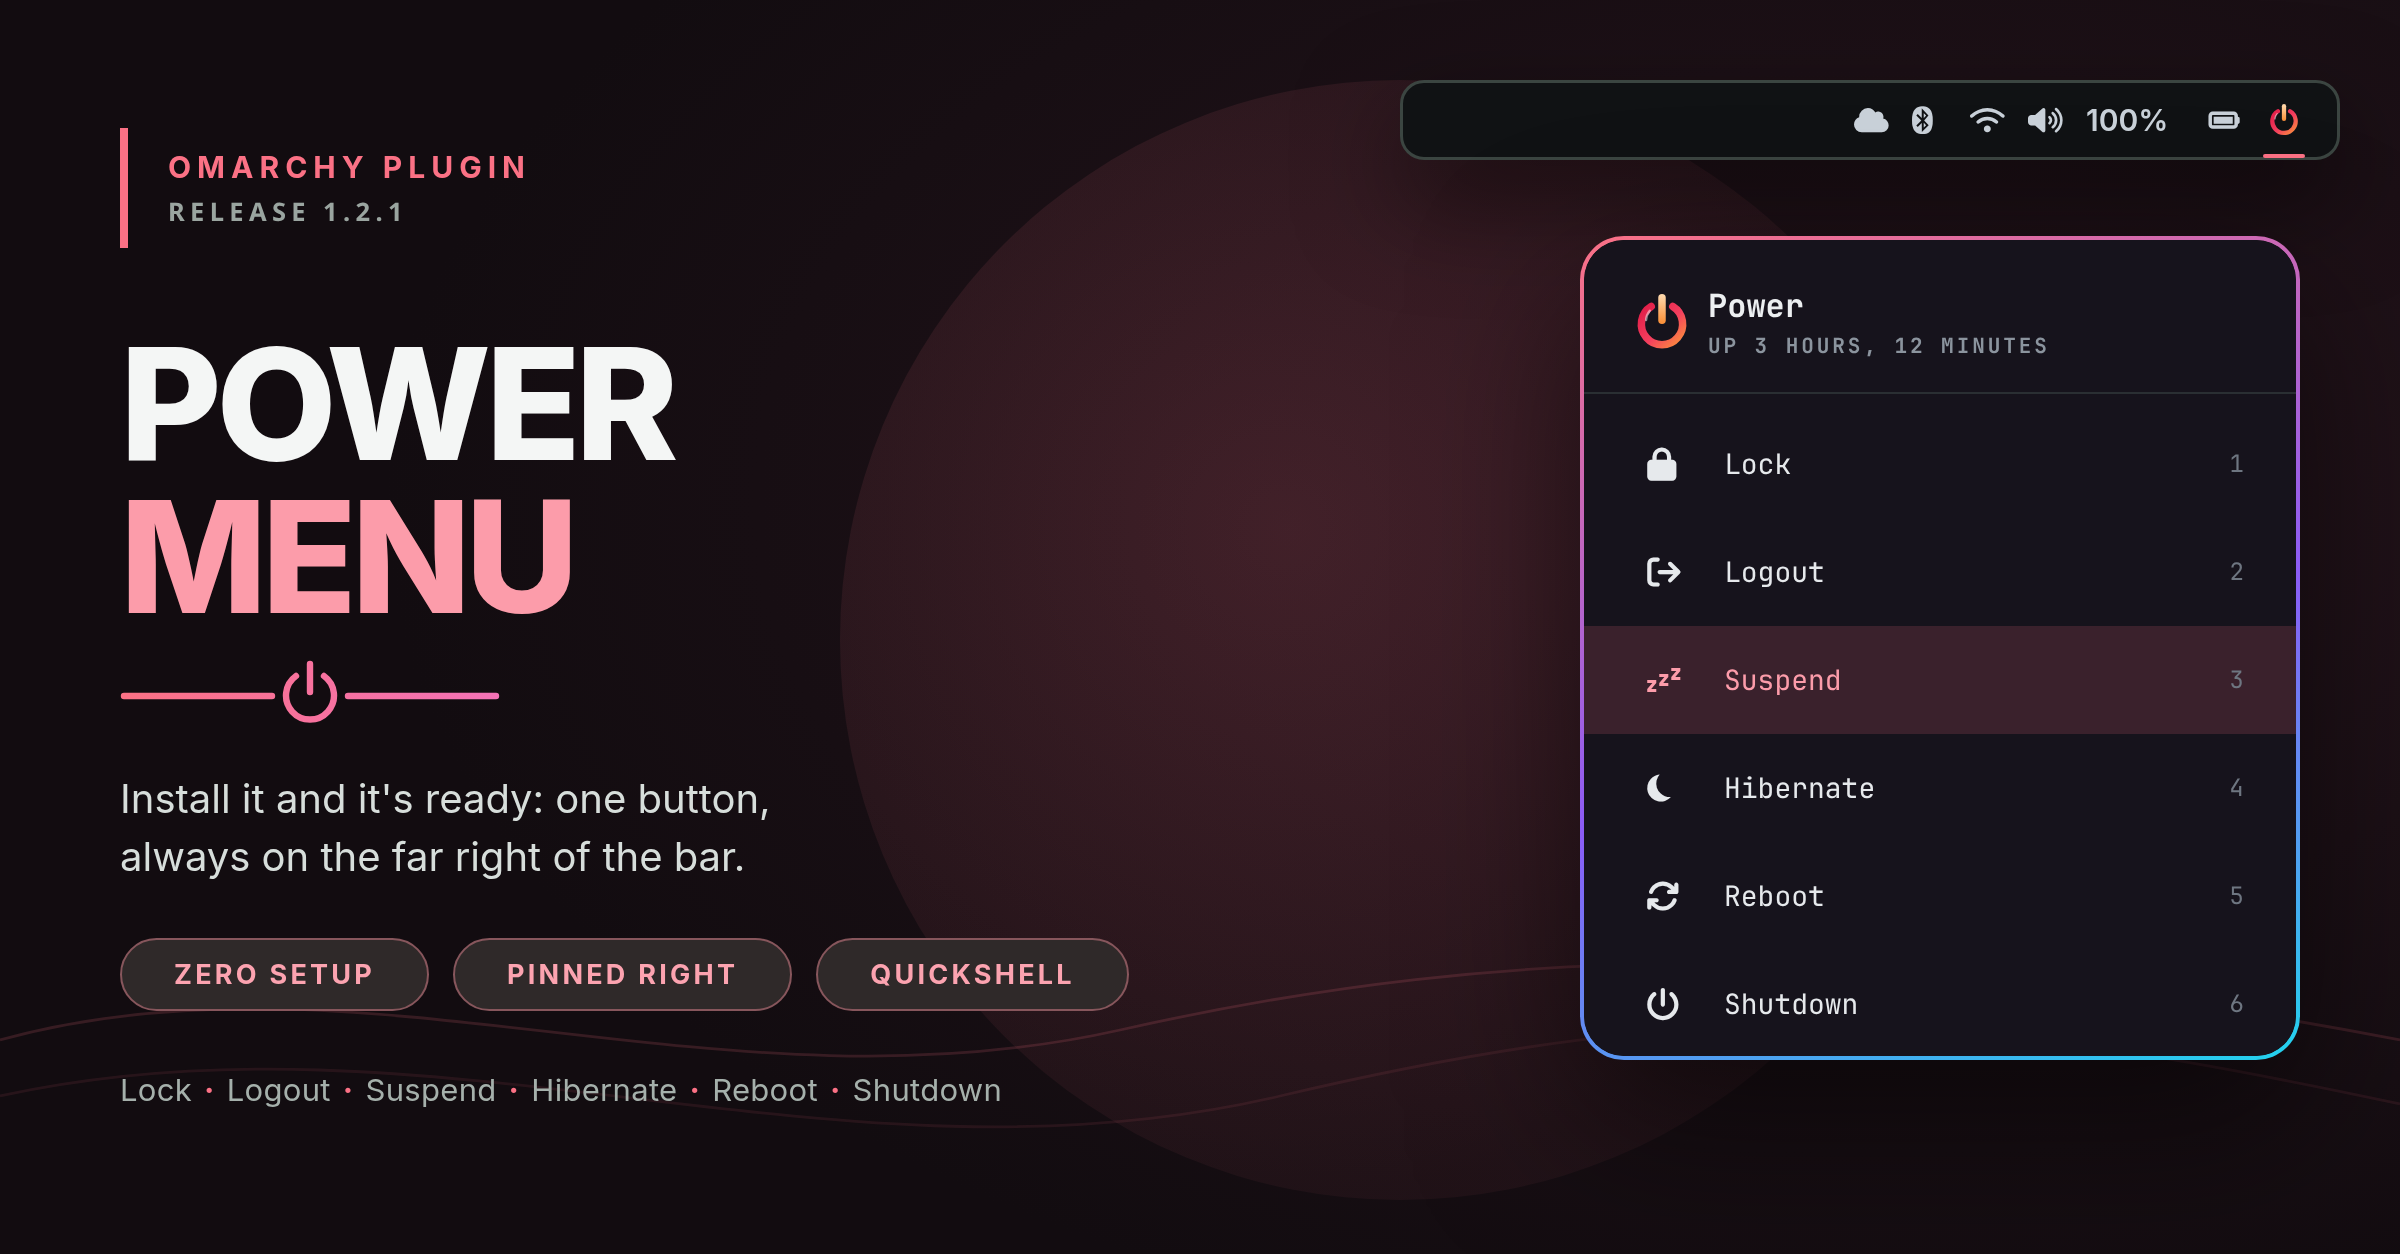 OMARCHY PLUGIN
RELEASE 1.2.1
POWER
MENU
Install it and it's ready: one button,
always on the far right of the bar.
ZERO SETUP
PINNED RIGHT
QUICKSHELL
Lock • Logout • Suspend • Hibernate • Reboot • Shutdown
100%
Power
UP 3 HOURS, 12 MINUTES
Lock 1
Logout 2
zzz Suspend 3
Hibernate 4
Reboot 5
Shutdown 6